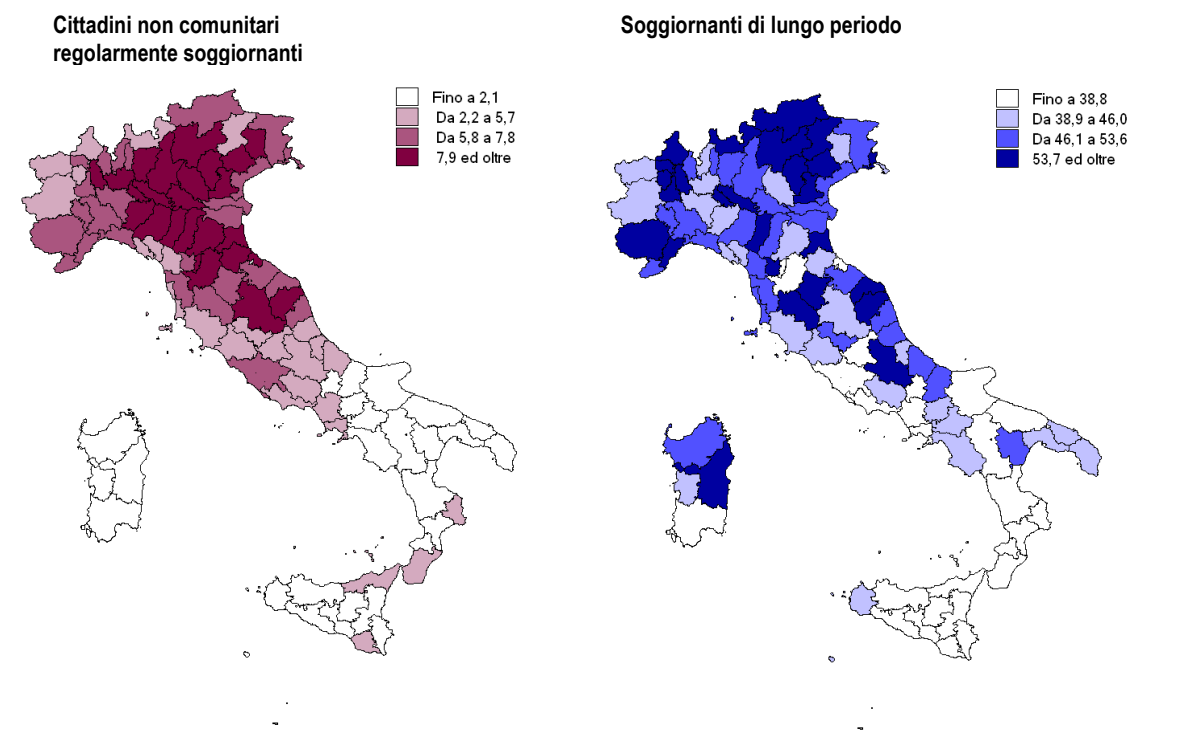 Cittadini non comunitari
regolarmente soggiornanti
Fino a 2,1
Da 2,2 a 5,7
Da 5,8 a 7,8
7,9 ed oltre
Soggiornanti di lungo periodo
Fino a 38,8
Da 38,9 a 46,0
Da 46,1 a 53,6
53,7 ed oltre